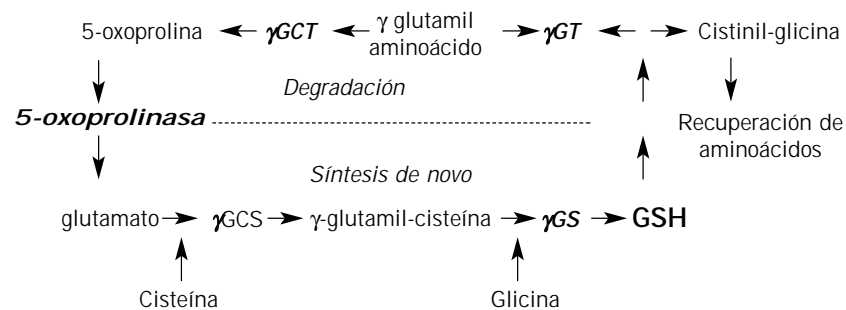 5-oxoprolina γGCT γ glutamil aminoácido γGT Cistinil-glicina
Degradación
5-oxoprolinasa
Recuperación de
aminoácidos
Síntesis de novo
glutamato γGCS γ-glutamil-cisteína γGS GSH
Cisteína Glicina